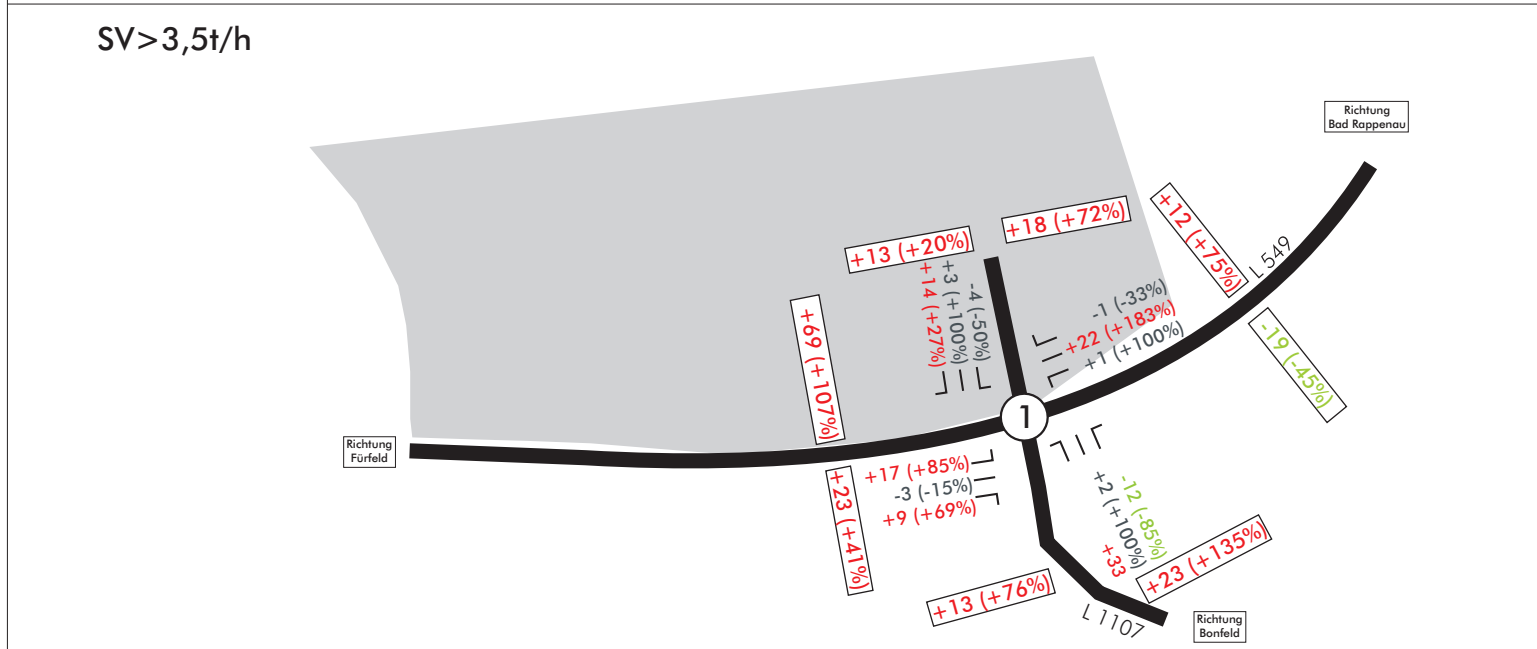 SV>3,5t/h
Richtung
Bad Rappenau
+12 (+75%)
L 549
-19 (-45%)
+18 (+72%)
+13 (+20%)
+14 (+27%)
+3 (+100%)
-4 (-50%)
-1 (-33%)
+22 (+183%)
+1 (+100%)
+69 (+107%)
1
Richtung
Fürfeld
+17 (+85%)
-3 (-15%)
+9 (+69%)
+23 (+41%)
-12 (-85%)
+2 (+100%)
+33
+23 (+135%)
+13 (+76%)
L 1107
Richtung
Bonfeld